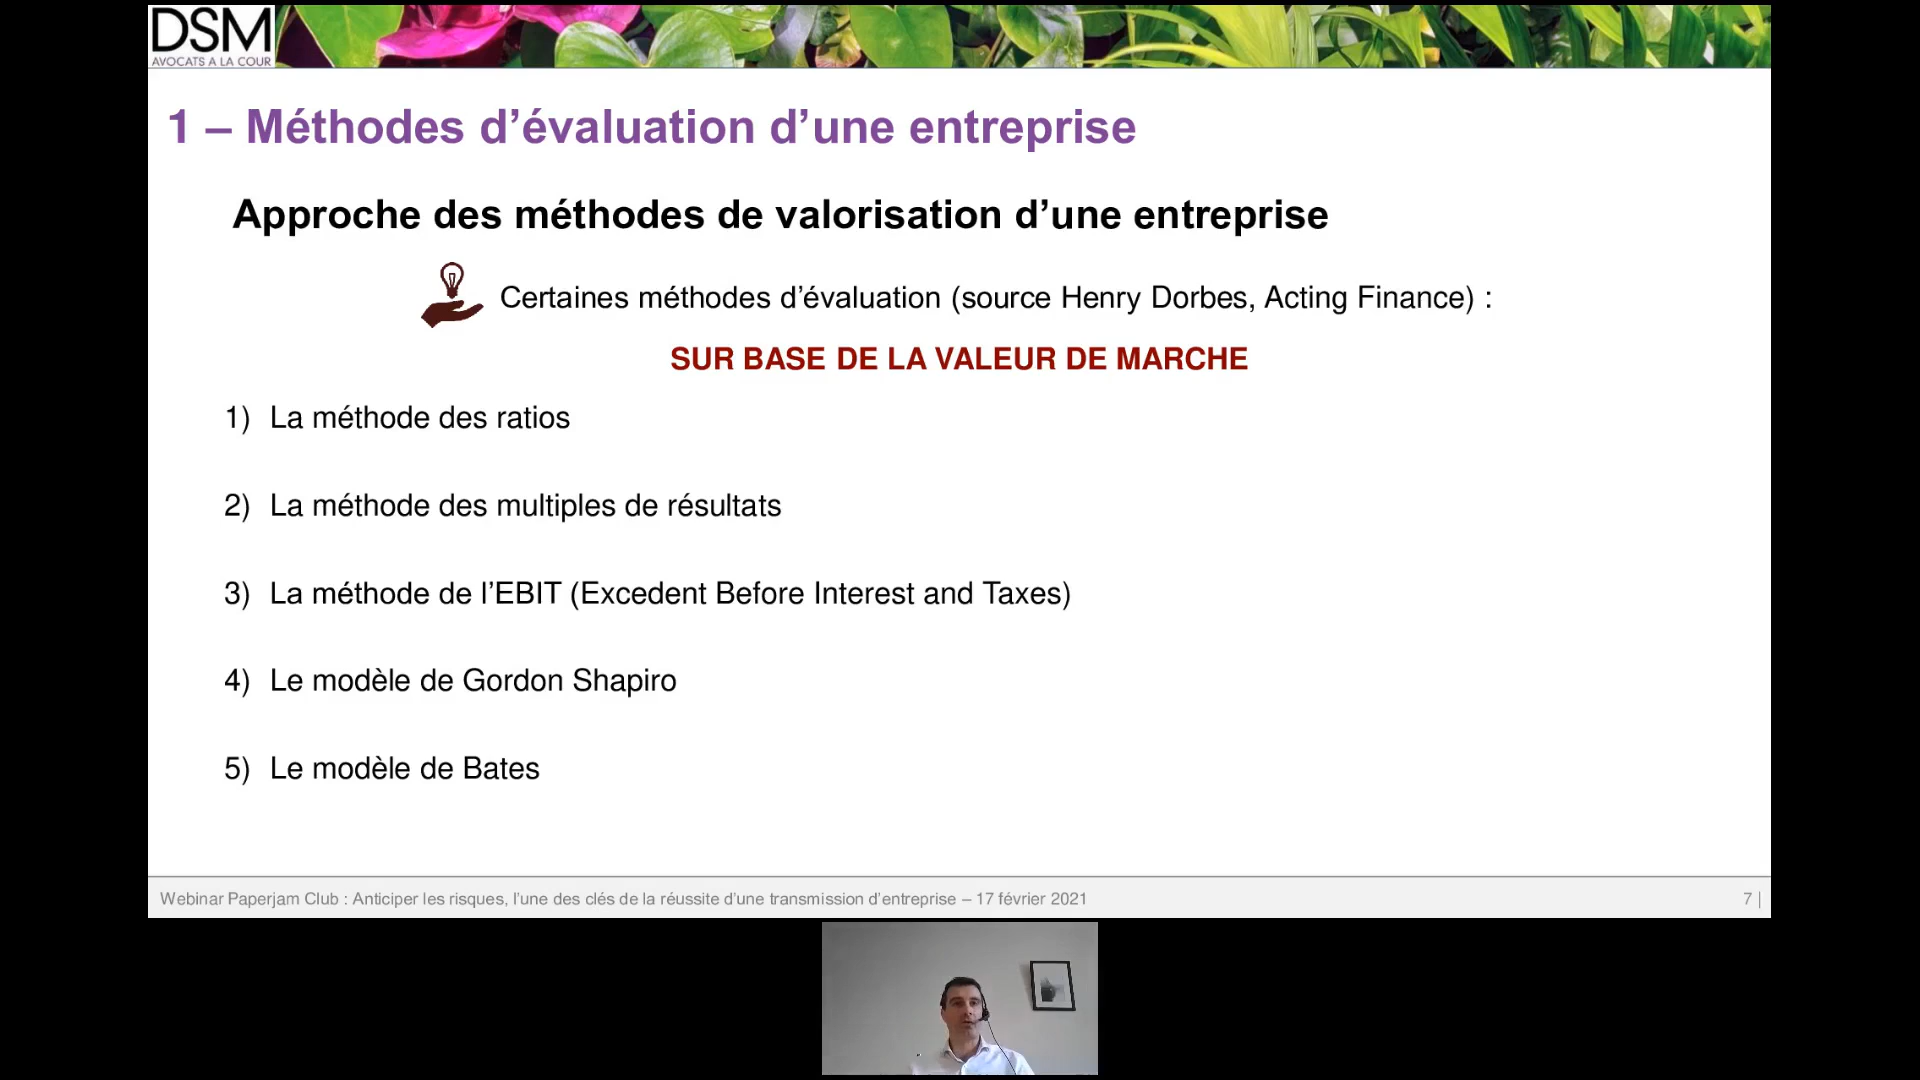 DSM
AVOCATS A LA COUR
1 – Méthodes d’évaluation d’une entreprise
Approche des méthodes de valorisation d’une entreprise
Certaines méthodes d’évaluation (source Henry Dorbes, Acting Finance) :
SUR BASE DE LA VALEUR DE MARCHE
1) La méthode des ratios
2) La méthode des multiples de résultats
3) La méthode de l’EBIT (Excedent Before Interest and Taxes)
4) Le modèle de Gordon Shapiro
5) Le modèle de Bates
Webinar Paperjam Club : Anticiper les risques, l’une des clés de la réussite d’une transmission d’entreprise – 17 février 2021
7 |